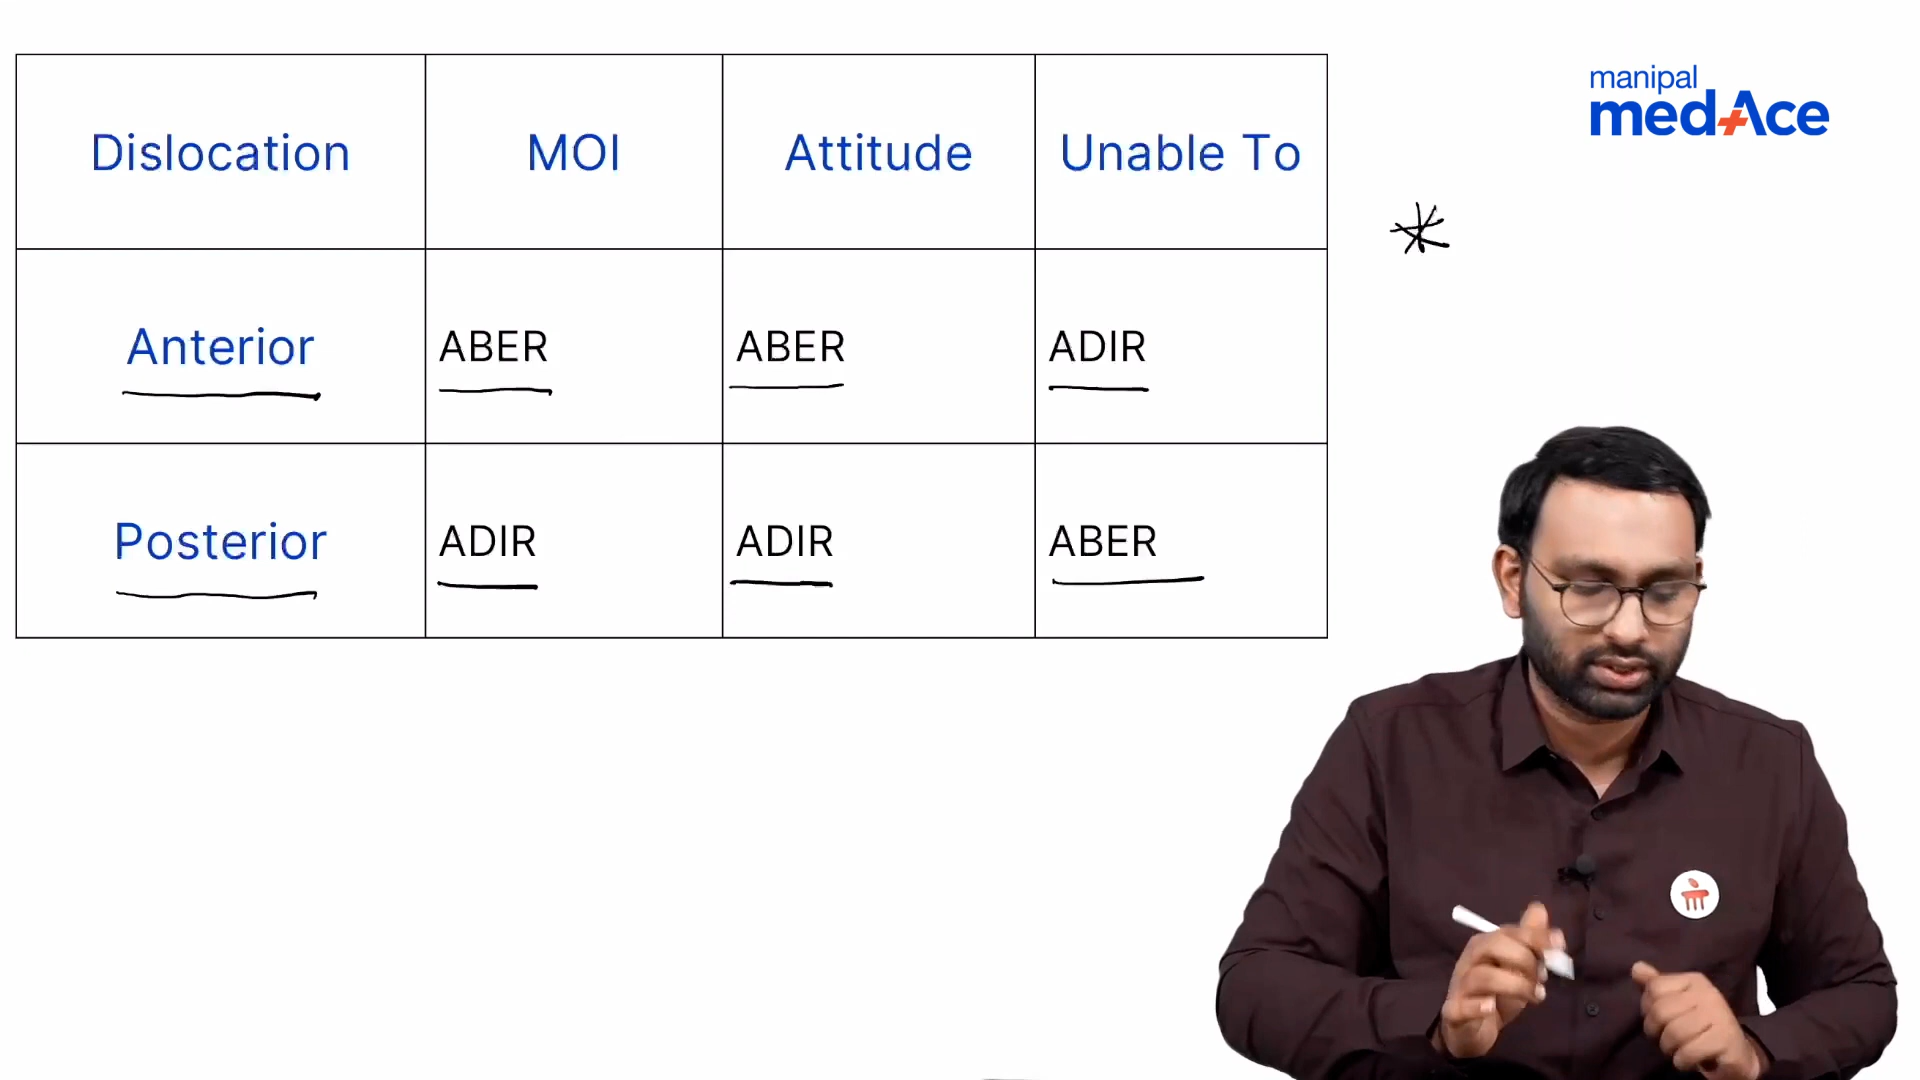 manipal
medAce
Dislocation MOI Attitude Unable To
Anterior ABER ABER ADIR
Posterior ADIR ADIR ABER